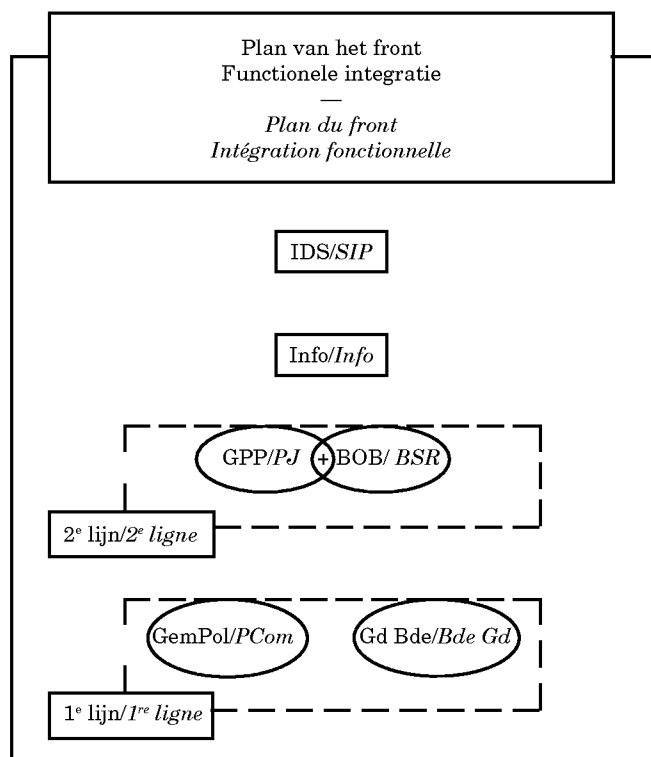 Plan van het front
Functionele integratie
—
Plan du front
Intégration fonctionnelle
IDS/SIP
Info/Info
GPP/PJ + BOB/ BSR
2e lijn/2e ligne
GemPol/PCom Gd Bde/Bde Gd
1e lijn/1re ligne